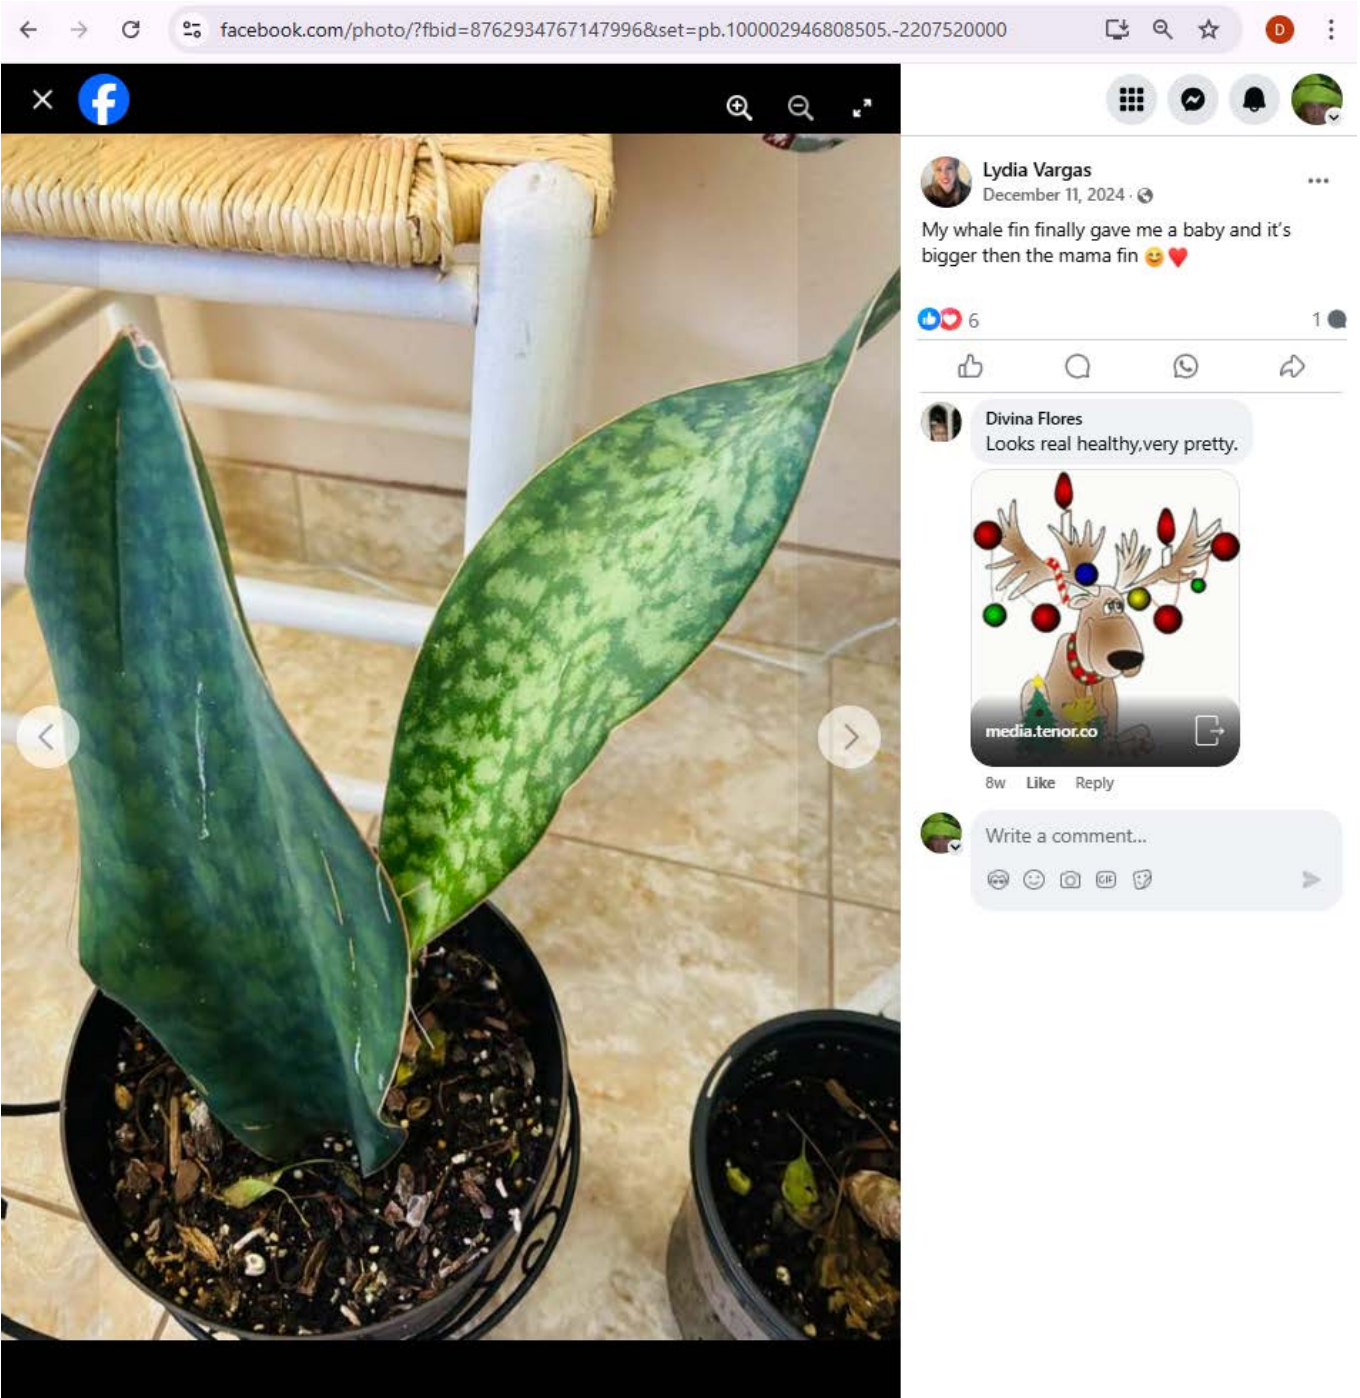 facebook.com/photo/?fbid=8762934767147996&set=pb.100002946808505.-2207520000
D
Lydia Vargas
December 11, 2024 ·
My whale fin finally gave me a baby and it's
bigger then the mama fin 😊❤️
6
1
Divina Flores
Looks real healthy,very pretty.
media.tenor.co
8w Like Reply
Write a comment...
GIF